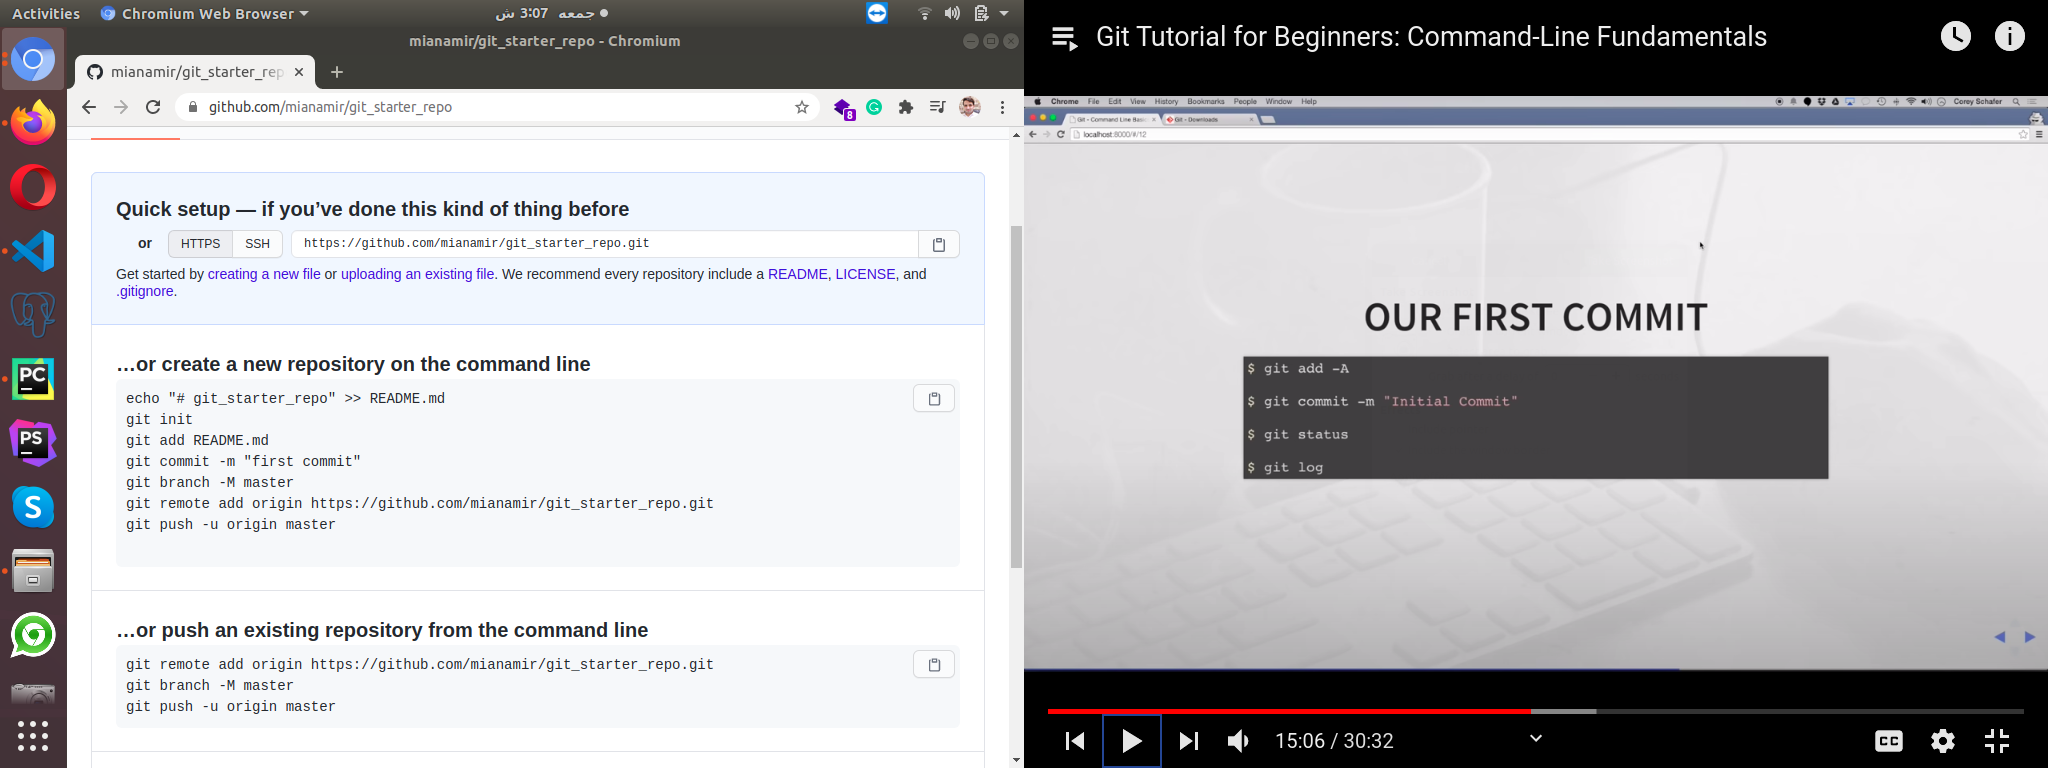 Activities
Chromium Web Browser
جمعه 3:07 ش
mianamir/git_starter_repo - Chromium
mianamir/git_starter_rep
github.com/mianamir/git_starter_repo
8
Quick setup — if you’ve done this kind of thing before
or HTTPS SSH https://github.com/mianamir/git_starter_repo.git
Get started by creating a new file or uploading an existing file. We recommend every repository include a README, LICENSE, and
.gitignore.
…or create a new repository on the command line
echo "# git_starter_repo" >> README.md
git init
git add README.md
git commit -m "first commit"
git branch -M master
git remote add origin https://github.com/mianamir/git_starter_repo.git
git push -u origin master
…or push an existing repository from the command line
git remote add origin https://github.com/mianamir/git_starter_repo.git
git branch -M master
git push -u origin master
PC
PS
Git Tutorial for Beginners: Command-Line Fundamentals
Chrome File Edit View History Bookmarks People Window Help Corey Schafer
Git - Command Line Basi
Git - Downloads
localhost:8000/#/12
OUR FIRST COMMIT
$ git add -A
$ git commit -m "Initial Commit"
$ git status
$ git log
15:06 / 30:32
CC